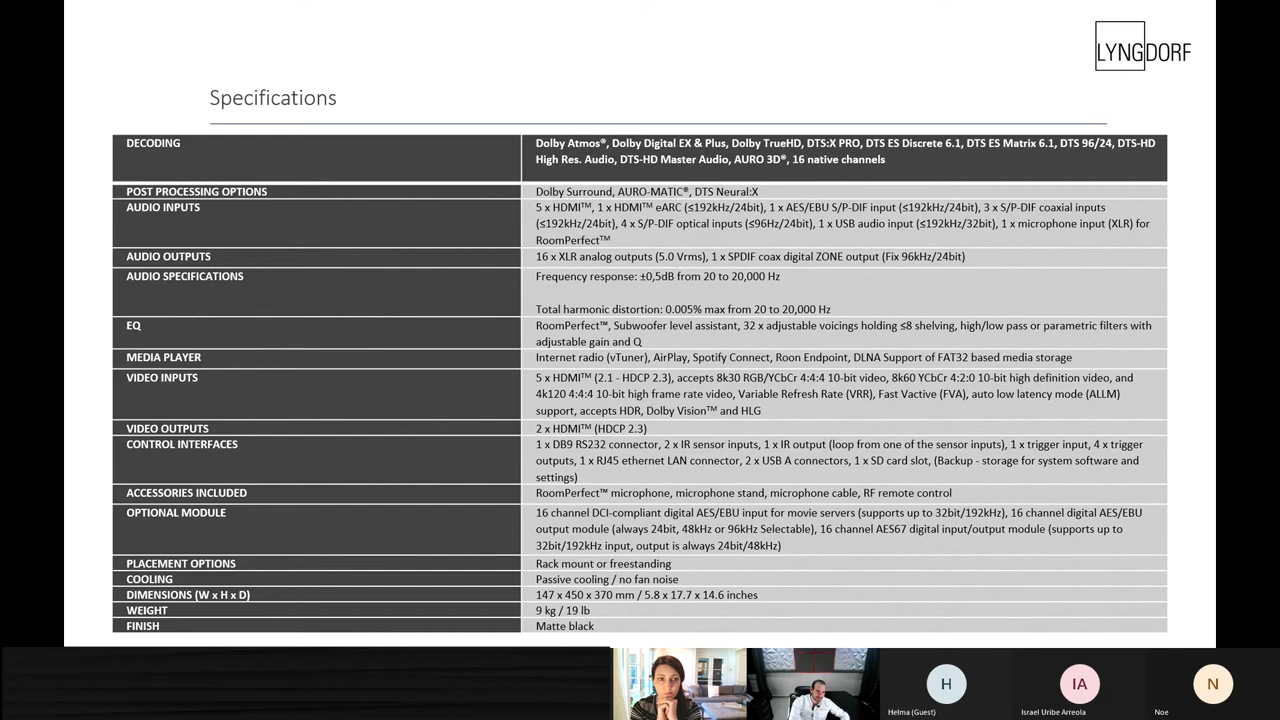 LYNGDORF
Specifications
DECODING
Dolby Atmos®, Dolby Digital EX & Plus, Dolby TrueHD, DTS:X PRO, DTS ES Discrete 6.1, DTS ES Matrix 6.1, DTS 96/24, DTS-HD
High Res. Audio, DTS-HD Master Audio, AURO 3D®, 16 native channels
POST PROCESSING OPTIONS
Dolby Surround, AURO-MATIC®, DTS Neural:X
AUDIO INPUTS
5 x HDMI™, 1 x HDMI™ eARC (≤192kHz/24bit), 1 x AES/EBU S/P-DIF input (≤192kHz/24bit), 3 x S/P-DIF coaxial inputs
(≤192kHz/24bit), 4 x S/P-DIF optical inputs (≤96Hz/24bit), 1 x USB audio input (≤192kHz/32bit), 1 x microphone input (XLR) for
RoomPerfect™
AUDIO OUTPUTS
16 x XLR analog outputs (5.0 Vrms), 1 x SPDIF coax digital ZONE output (Fix 96kHz/24bit)
AUDIO SPECIFICATIONS
Frequency response: ±0,5dB from 20 to 20,000 Hz
Total harmonic distortion: 0.005% max from 20 to 20,000 Hz
EQ
RoomPerfect™, Subwoofer level assistant, 32 x adjustable voicings holding ≤8 shelving, high/low pass or parametric filters with
adjustable gain and Q
MEDIA PLAYER
Internet radio (vTuner), AirPlay, Spotify Connect, Roon Endpoint, DLNA Support of FAT32 based media storage
VIDEO INPUTS
5 x HDMI™ (2.1 - HDCP 2.3), accepts 8k30 RGB/YCbCr 4:4:4 10-bit video, 8k60 YCbCr 4:2:0 10-bit high definition video, and
4k120 4:4:4 10-bit high frame rate video, Variable Refresh Rate (VRR), Fast Vactive (FVA), auto low latency mode (ALLM)
support, accepts HDR, Dolby Vision™ and HLG
VIDEO OUTPUTS
2 x HDMI™ (HDCP 2.3)
CONTROL INTERFACES
1 x DB9 RS232 connector, 2 x IR sensor inputs, 1 x IR output (loop from one of the sensor inputs), 1 x trigger input, 4 x trigger
outputs, 1 x RJ45 ethernet LAN connector, 2 x USB A connectors, 1 x SD card slot, (Backup - storage for system software and
settings)
ACCESSORIES INCLUDED
RoomPerfect™ microphone, microphone stand, microphone cable, RF remote control
OPTIONAL MODULE
16 channel DCI-compliant digital AES/EBU input for movie servers (supports up to 32bit/192kHz), 16 channel digital AES/EBU
output module (always 24bit, 48kHz or 96kHz Selectable), 16 channel AES67 digital input/output module (supports up to
32bit/192kHz input, output is always 24bit/48kHz)
PLACEMENT OPTIONS
Rack mount or freestanding
COOLING
Passive cooling / no fan noise
DIMENSIONS (W x H x D)
147 x 450 x 370 mm / 5.8 x 17.7 x 14.6 inches
WEIGHT
9 kg / 19 lb
FINISH
Matte black
H
IA
N
Helma (Guest)
Israel Uribe Arreola
Noe